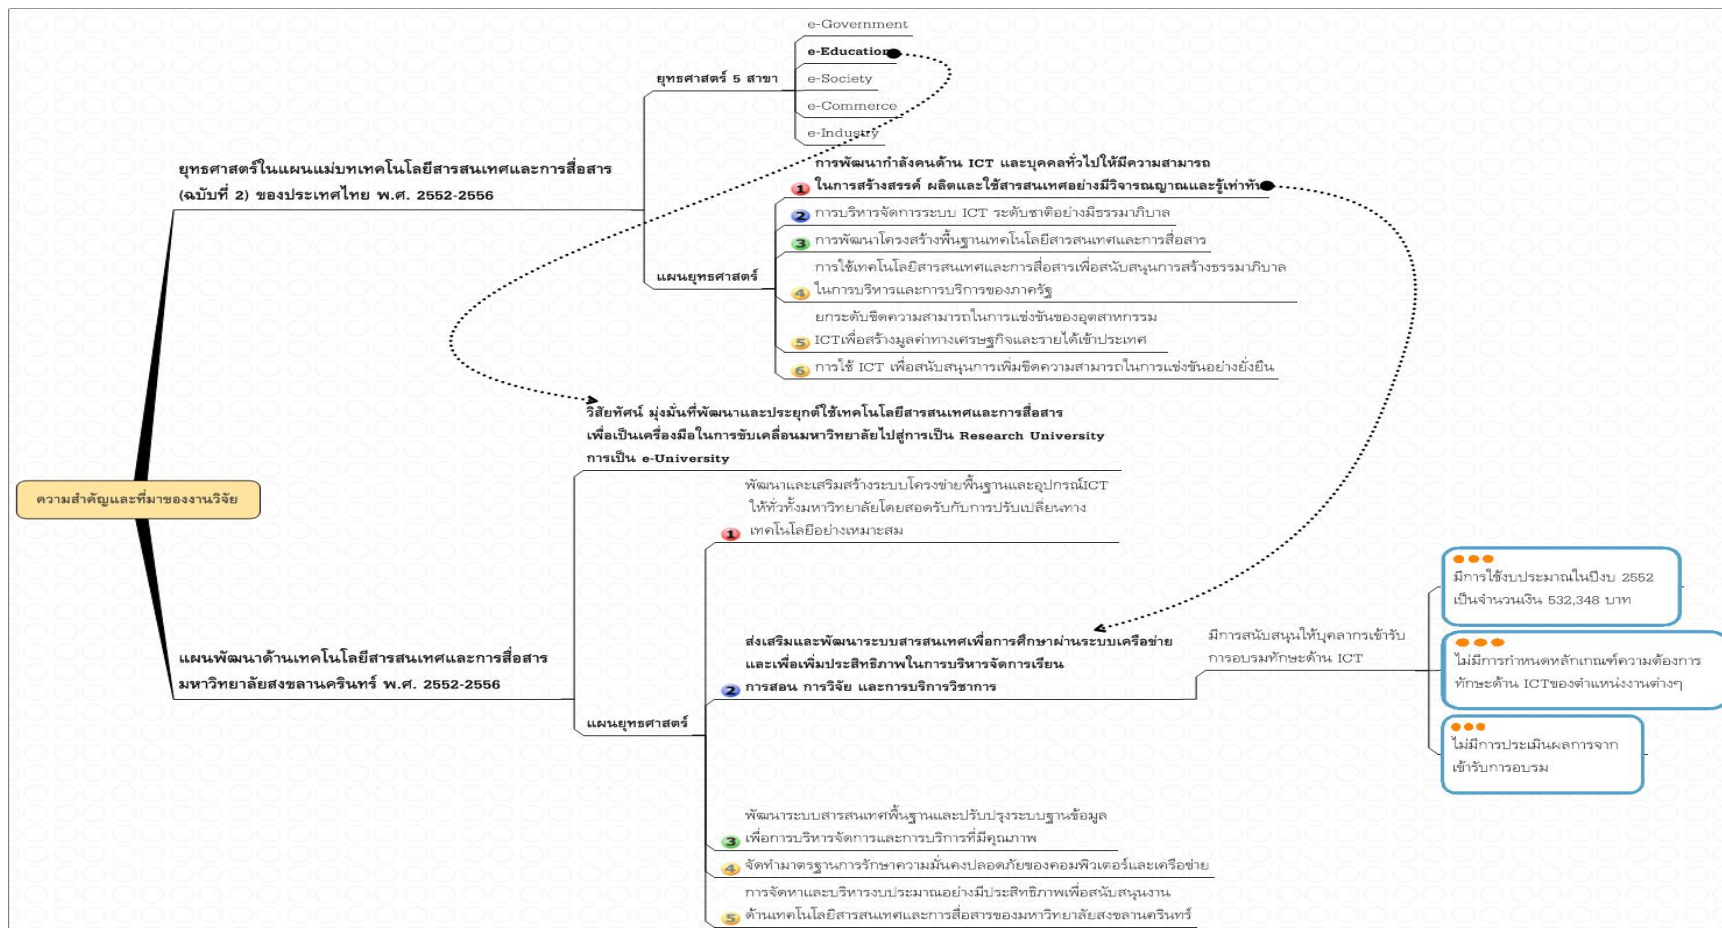 e-Government
e-Education
ยุทธศาสตร์ 5 สาขา
e-Society
e-Commerce
e-Industry
ยุทธศาสตร์ในแผนแม่บทเทคโนโลยีสารสนเทศและการสื่อสาร
(ฉบับที่ 2) ของประเทศไทย พ.ศ. 2552-2556
การพัฒนากำลังคนด้าน ICT และบุคคลทั่วไปให้มีความสามารถ
1 ในการสร้างสรรค์ ผลิตและใช้สารสนเทศอย่างมีวิจารณญาณและรู้เท่าทัน
2 การบริหารจัดการระบบ ICT ระดับชาติอย่างมีธรรมาภิบาล
3 การพัฒนาโครงสร้างพื้นฐานเทคโนโลยีสารสนเทศและการสื่อสาร
แผนยุทธศาสตร์
การใช้เทคโนโลยีสารสนเทศและการสื่อสารเพื่อสนับสนุนการสร้างธรรมาภิบาล
4 ในการบริหารและการบริการของภาครัฐ
ยกระดับขีดความสามารถในการแข่งขันของอุตสาหกรรม
5 ICTเพื่อสร้างมูลค่าทางเศรษฐกิจและรายได้เข้าประเทศ
6 การใช้ ICT เพื่อสนับสนุนการเพิ่มขีดความสามารถในการแข่งขันอย่างยั่งยืน
วิสัยทัศน์ มุ่งมั่นที่พัฒนาและประยุกต์ใช้เทคโนโลยีสารสนเทศและการสื่อสาร
เพื่อเป็นเครื่องมือในการขับเคลื่อนมหาวิทยาลัยไปสู่การเป็น Research University
การเป็น e-University
ความสำคัญและที่มาของงานวิจัย
พัฒนาและเสริมสร้างระบบโครงข่ายพื้นฐานและอุปกรณ์ICT
ให้ทั่วทั้งมหาวิทยาลัยโดยสอดรับกับการปรับเปลี่ยนทาง
1 เทคโนโลยีอย่างเหมาะสม
แผนพัฒนาด้านเทคโนโลยีสารสนเทศและการสื่อสาร
มหาวิทยาลัยสงขลานครินทร์ พ.ศ. 2552-2556
ส่งเสริมและพัฒนาระบบสารสนเทศเพื่อการศึกษาผ่านระบบเครือข่าย
และเพื่อเพิ่มประสิทธิภาพในการบริหารจัดการเรียน
2 การสอน การวิจัย และการบริการวิชาการ
แผนยุทธศาสตร์
มีการสนับสนุนให้บุคลากรเข้ารับ
การอบรมทักษะด้าน ICT
มีการใช้งบประมาณในปีงบ 2552
เป็นจำนวนเงิน 532,348 บาท
ไม่มีการกำหนดหลักเกณฑ์ความต้องการ
ทักษะด้าน ICTของตำแหน่งงานต่างๆ
ไม่มีการประเมินผลการจาก
เข้ารับการอบรม
พัฒนาระบบสารสนเทศพื้นฐานและปรับปรุงระบบฐานข้อมูล
3 เพื่อการบริหารจัดการและการบริการที่มีคุณภาพ
4 จัดทำมาตรฐานการรักษาความมั่นคงปลอดภัยของคอมพิวเตอร์และเครือข่าย
การจัดหาและบริหารงบประมาณอย่างมีประสิทธิภาพเพื่อสนับสนุนงาน
5 ด้านเทคโนโลยีสารสนเทศและการสื่อสารของมหาวิทยาลัยสงขลานครินทร์